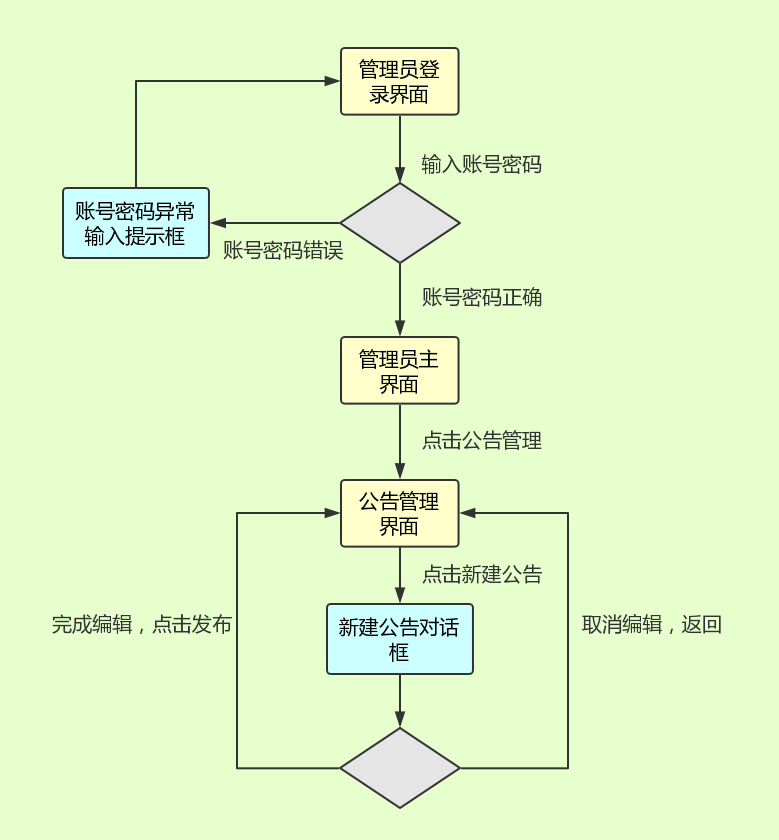 管理员登
录界面
输入账号密码
账号密码异常
输入提示框
账号密码错误
账号密码正确
管理员主
界面
点击公告管理
公告管理
界面
点击新建公告
完成编辑，点击发布
新建公告对话
框
取消编辑，返回